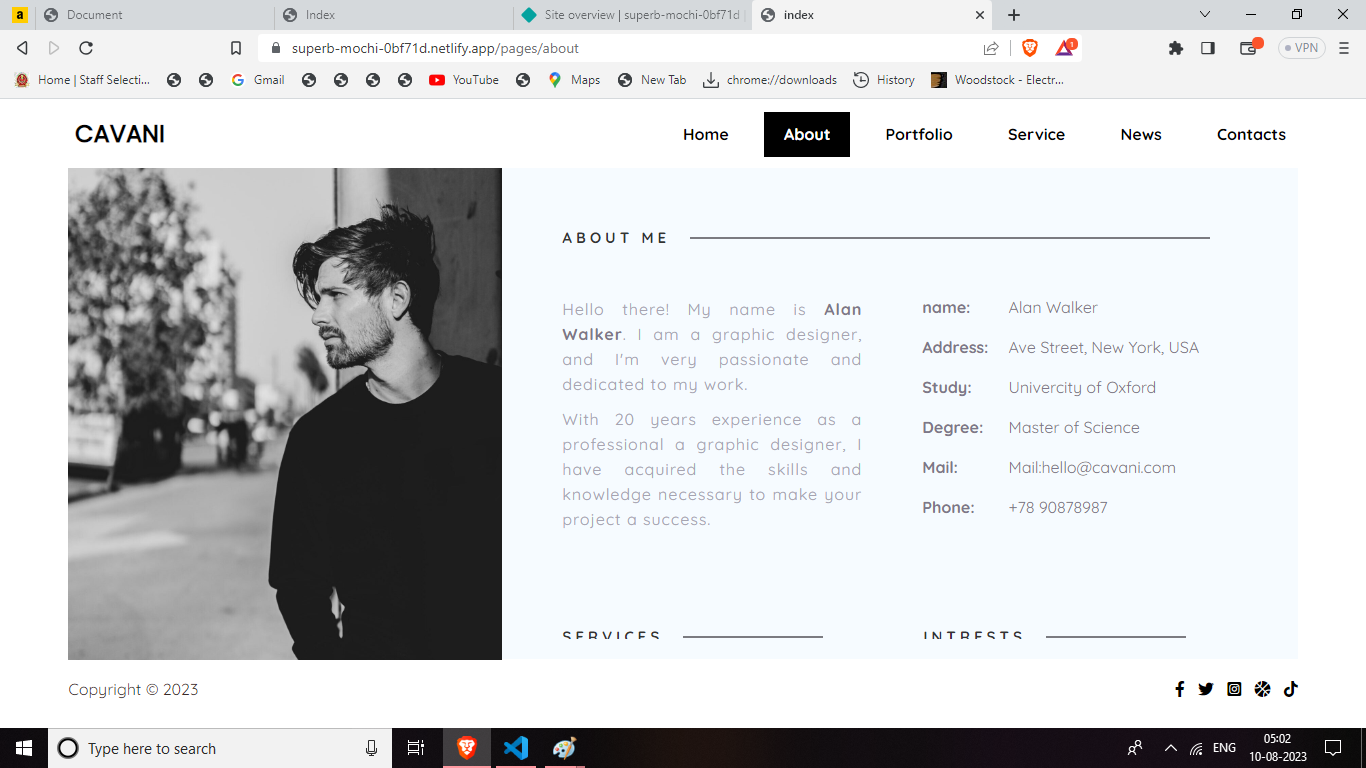 a
Document
Index
Site overview | superb-mochi-0bf71d
index
superb-mochi-0bf71d.netlify.app/pages/about
1
VPN
Home | Staff Selecti...
Gmail
YouTube
Maps
New Tab
chrome://downloads
History
Woodstock - Electr...
CAVANI
Home
About
Portfolio
Service
News
Contacts
ABOUT ME
Hello there! My name is Alan
Walker. I am a graphic designer,
and I'm very passionate and
dedicated to my work.
With 20 years experience as a
professional a graphic designer, I
have acquired the skills and
knowledge necessary to make your
project a success.
name: Alan Walker
Address: Ave Street, New York, USA
Study: Univercity of Oxford
Degree: Master of Science
Mail: Mail:hello@cavani.com
Phone: +78 90878987
SERVICES
INTRESTS
Copyright © 2023
Type here to search
ENG
05:02
10-08-2023